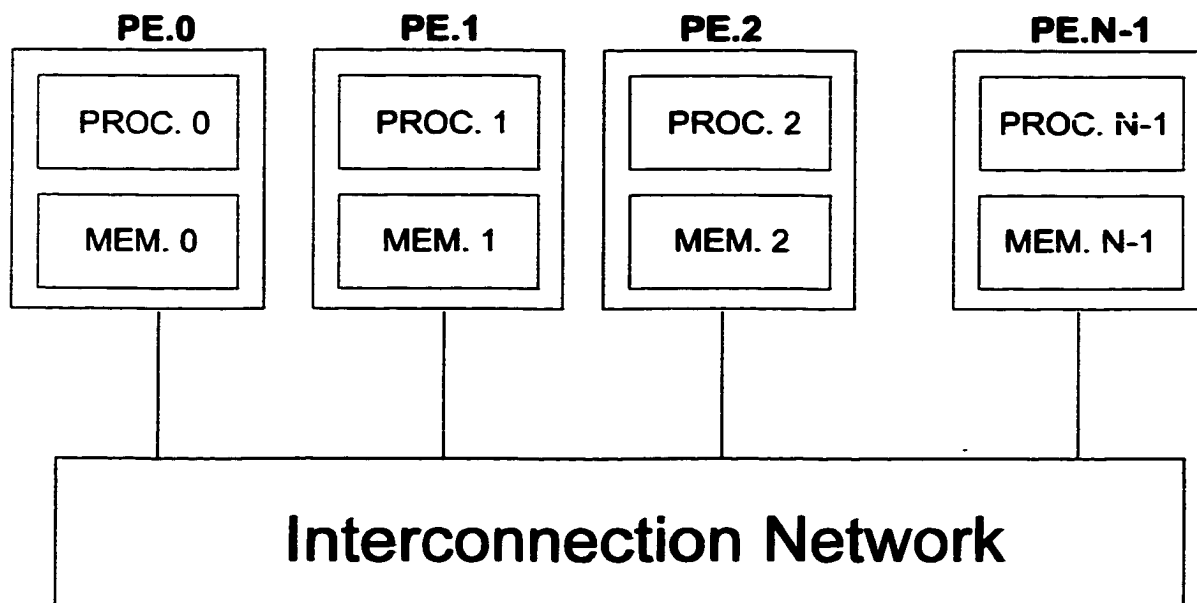 PE.0 PE.1 PE.2 PE.N-1
PROC. 0 PROC. 1 PROC. 2 PROC. N-1
MEM. 0 MEM. 1 MEM. 2 MEM. N-1
Interconnection Network